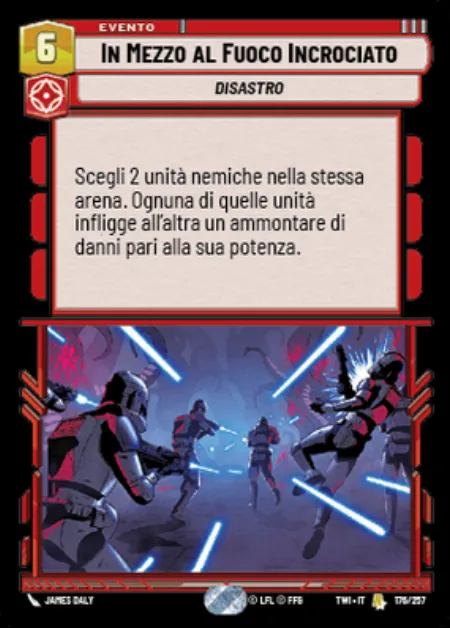 EVENTO
6
IN MEZZO AL FUOCO INCROCIATO
DISASTRO
Scegli 2 unità nemiche nella stessa
arena. Ognuna di quelle unità
infligge all'altra un ammontare di
danni pari alla sua potenza.
JAMES DALY
© LFL © FFG
TWI • IT
176/257